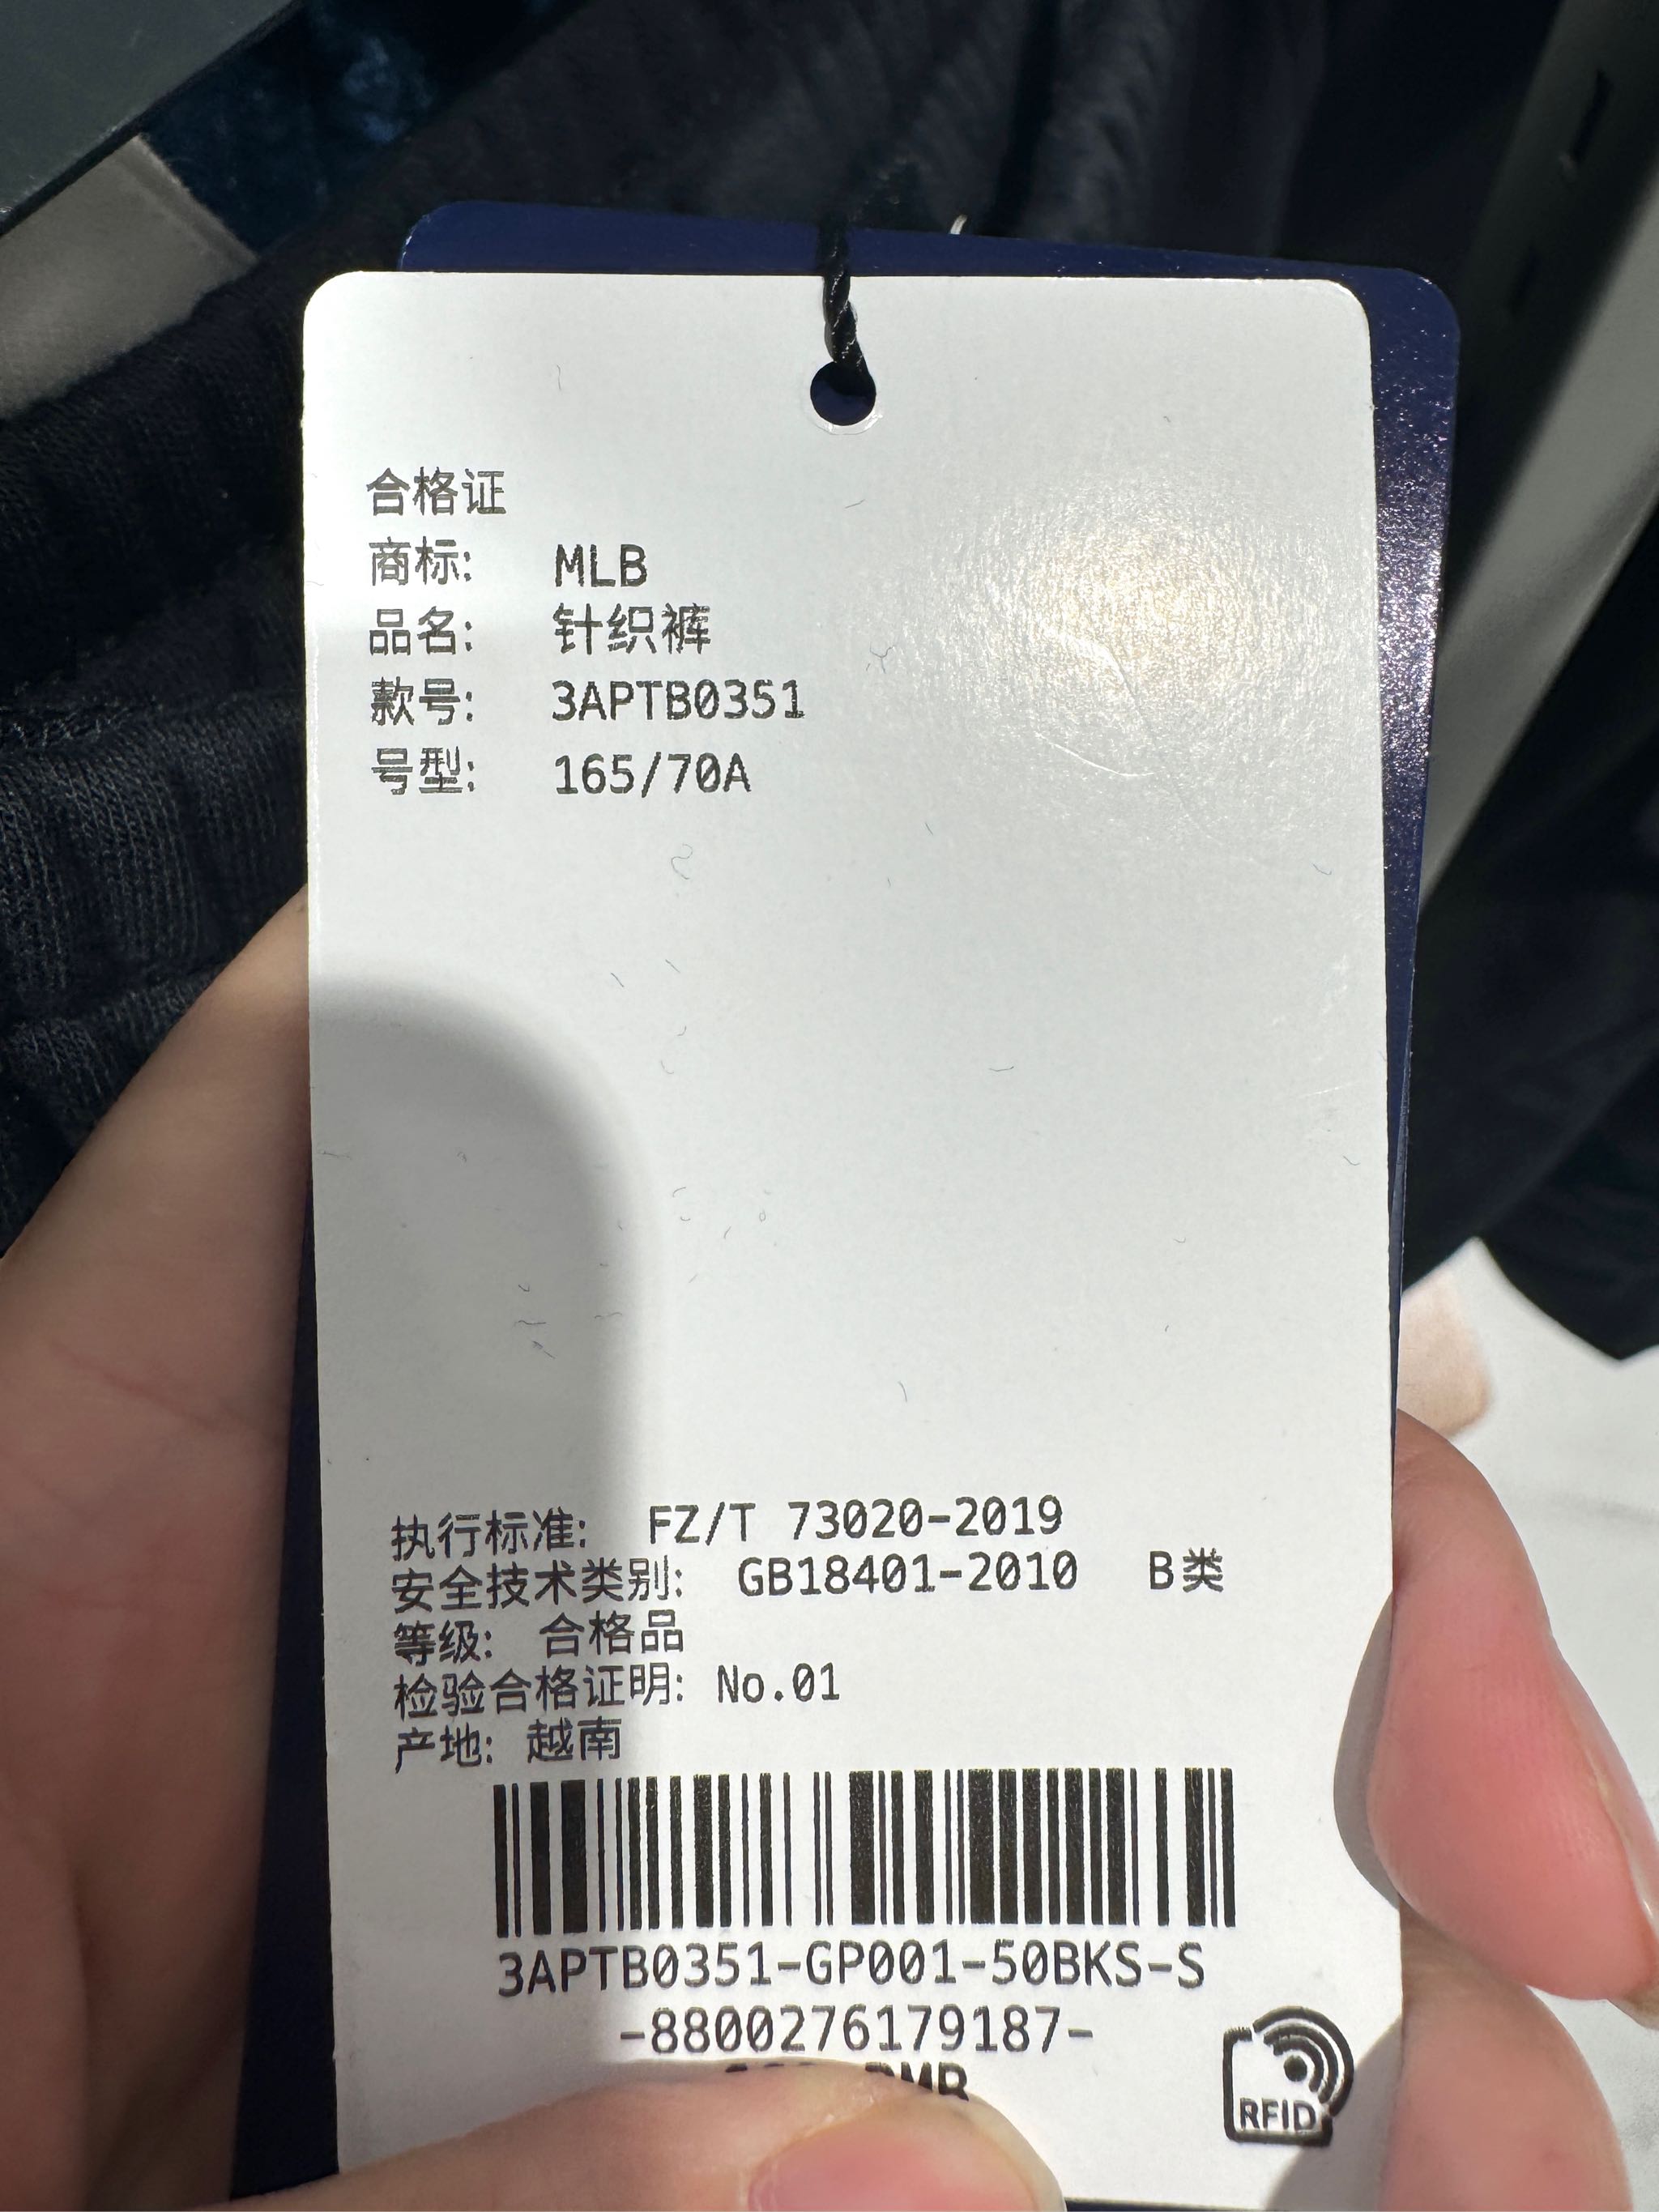 合格证
商标: MLB
品名: 针织裤
款号: 3APTB0351
号型: 165/70A
执行标准: FZ/T 73020-2019
安全技术类别: GB18401-2010 B类
等级: 合格品
检验合格证明: No.01
产地: 越南
3APTB0351-GP001-50BKS-S
-8800276179187-
RMB
RFID